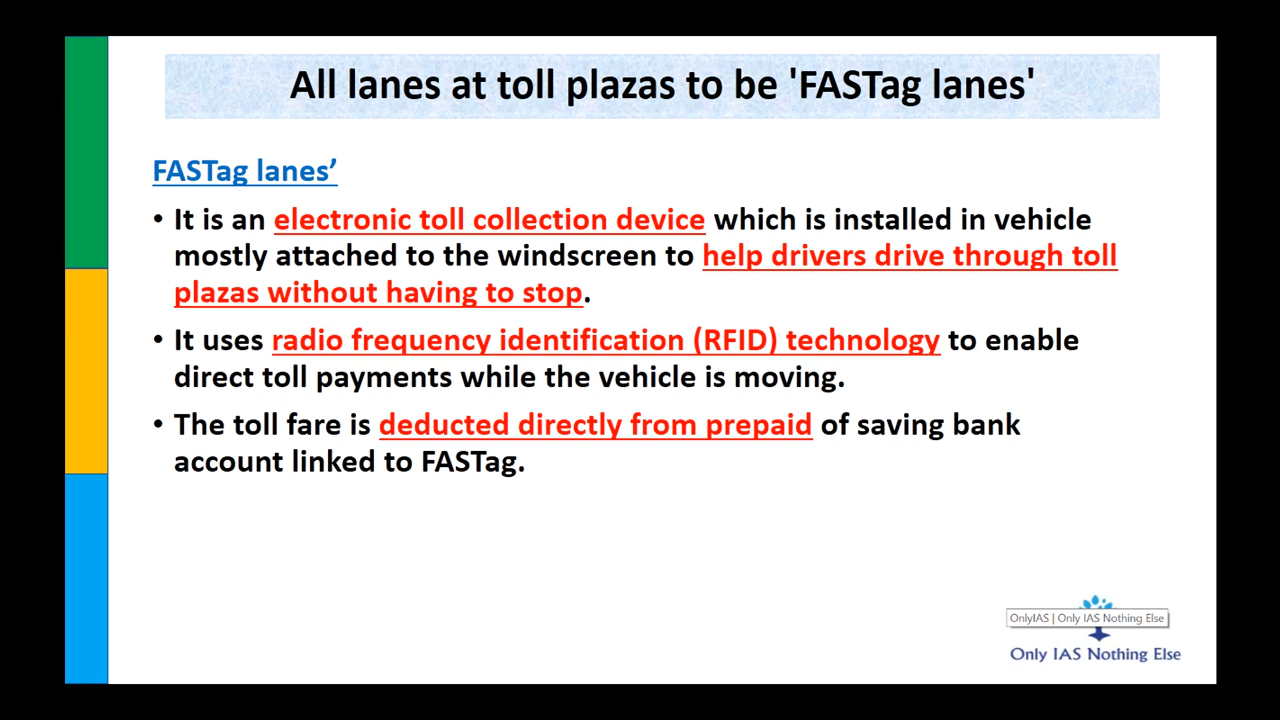 All lanes at toll plazas to be 'FASTag lanes'
FASTag lanes’
• It is an electronic toll collection device which is installed in vehicle
mostly attached to the windscreen to help drivers drive through toll
plazas without having to stop.
• It uses radio frequency identification (RFID) technology to enable
direct toll payments while the vehicle is moving.
• The toll fare is deducted directly from prepaid of saving bank
account linked to FASTag.
OnlyIAS | Only IAS Nothing Else
Only IAS Nothing Else